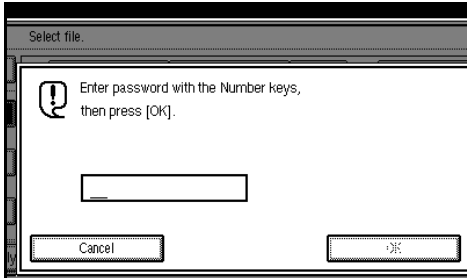 Select file.
Enter password with the Number keys,
then press [OK].
Cancel
OK